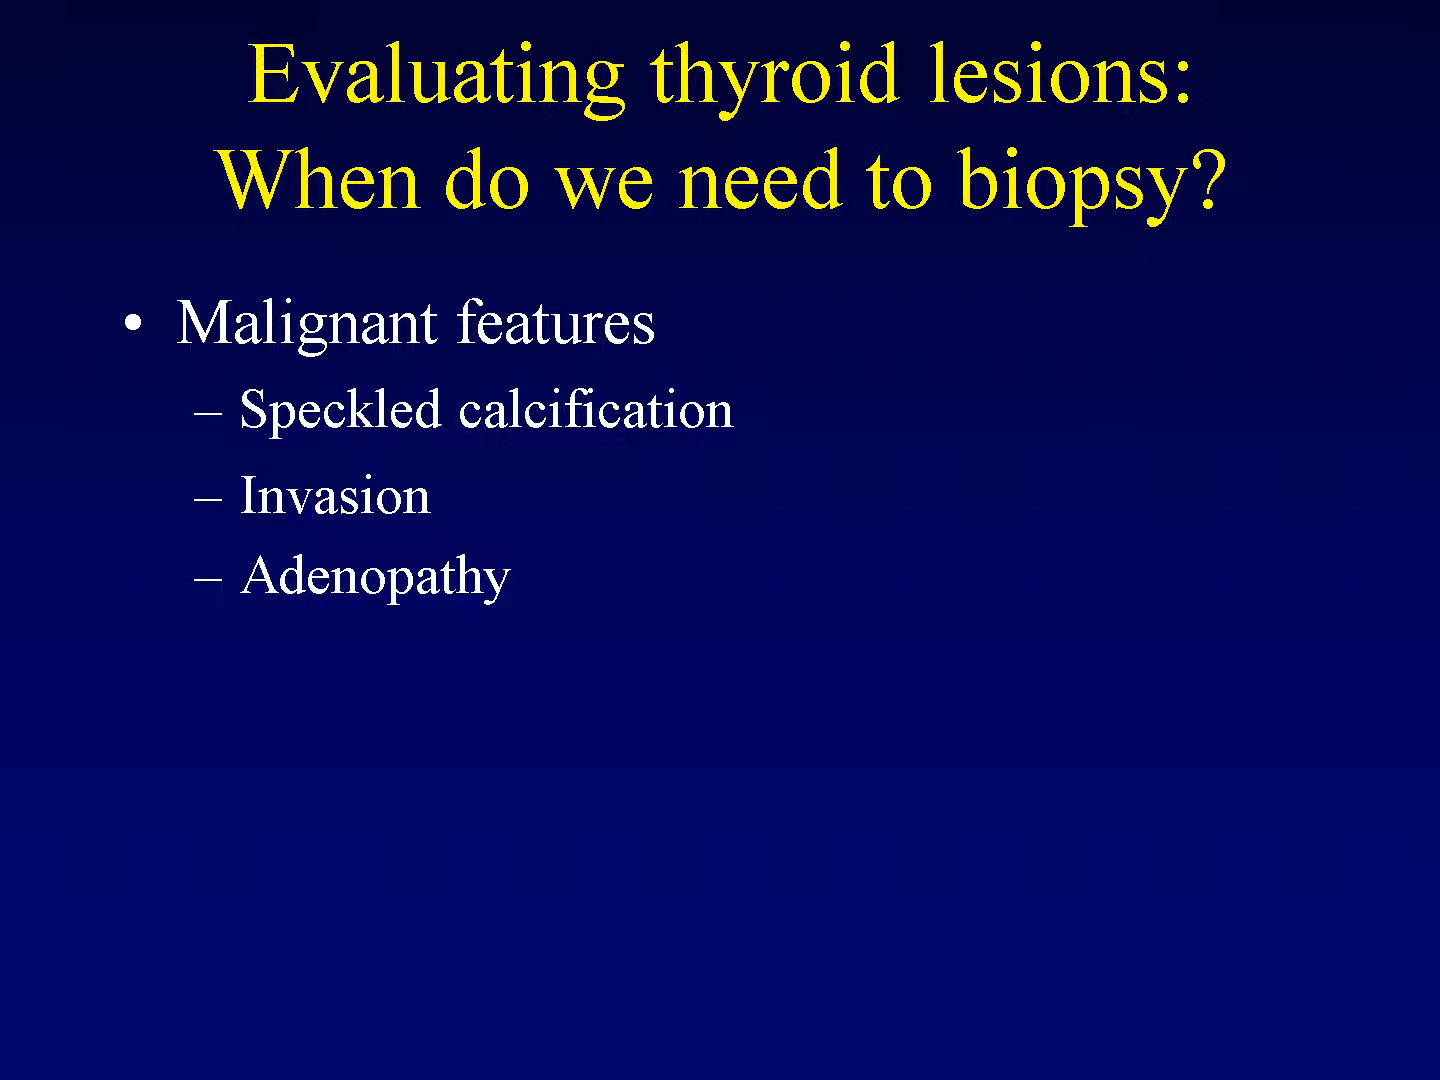 Evaluating thyroid lesions:
When do we need to biopsy?
• Malignant features
– Speckled calcification
– Invasion
– Adenopathy